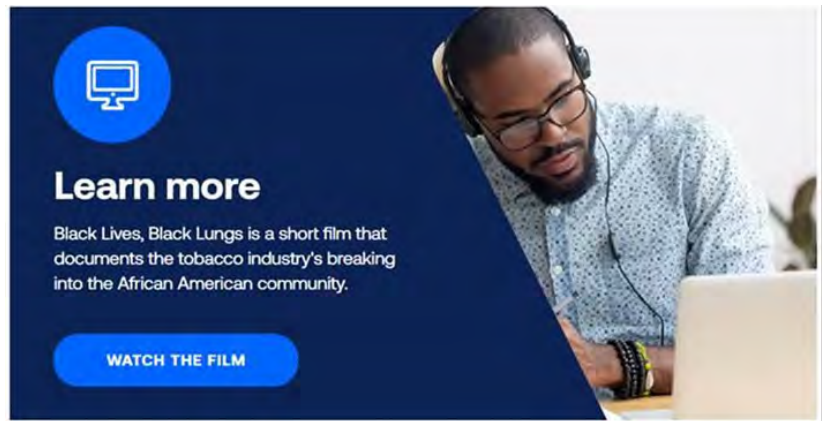 Learn more
Black Lives, Black Lungs is a short film that
documents the tobacco industry's breaking
into the African American community.
WATCH THE FILM